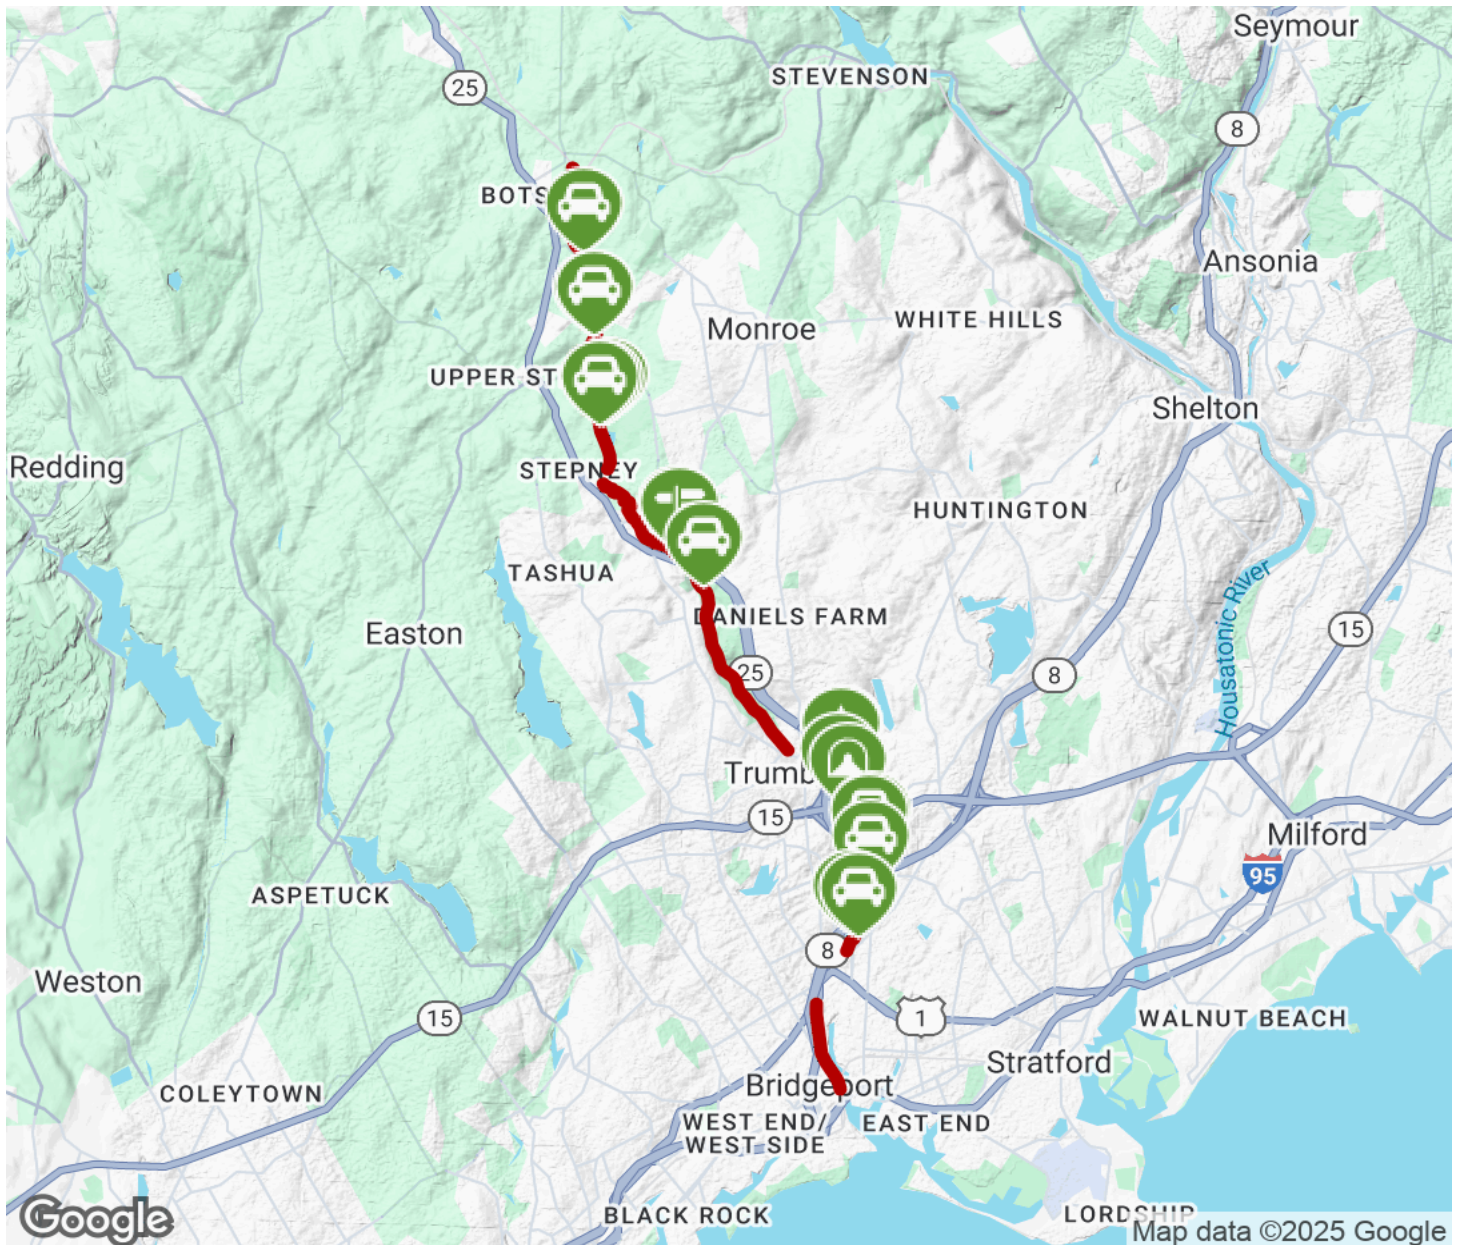 Seymour
STEVENSON
25
8
BOTS
Ansonia
WHITE HILLS
Monroe
UPPER ST
Shelton
Redding
STEPNEY
HUNTINGTON
TASHUA
Housatonic River
DANIELS FARM
Easton
15
25
8
Trumb
15
Milford
95
ASPETUCK
8
Weston
15
1
WALNUT BEACH
Stratford
Bridgeport
COLEYTOWN
WEST END/
WEST SIDE
EAST END
BLACK ROCK
LORDSHIP
Google
Map data ©2025 Google